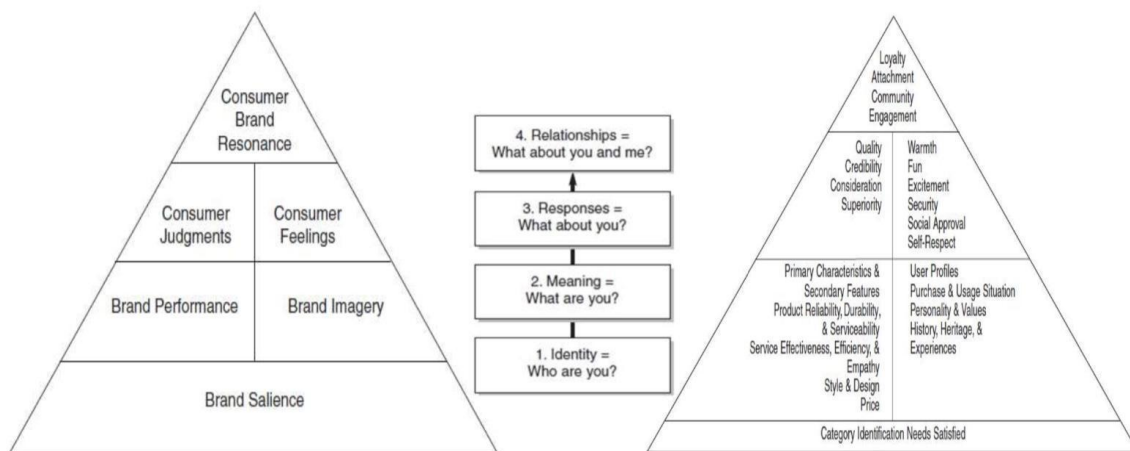 Consumer
Brand
Resonance
Consumer
Judgments
Consumer
Feelings
Brand Performance
Brand Imagery
Brand Salience
4. Relationships =
What about you and me?
3. Responses =
What about you?
2. Meaning =
What are you?
1. Identity =
Who are you?
Loyalty
Attachment
Community
Engagement
Quality
Credibility
Consideration
Superiority
Warmth
Fun
Excitement
Security
Social Approval
Self-Respect
Primary Characteristics &
Secondary Features
Product Reliability, Durability,
& Serviceability
Service Effectiveness, Efficiency, &
Empathy
Style & Design
Price
User Profiles
Purchase & Usage Situation
Personality & Values
History, Heritage, &
Experiences
Category Identification Needs Satisfied